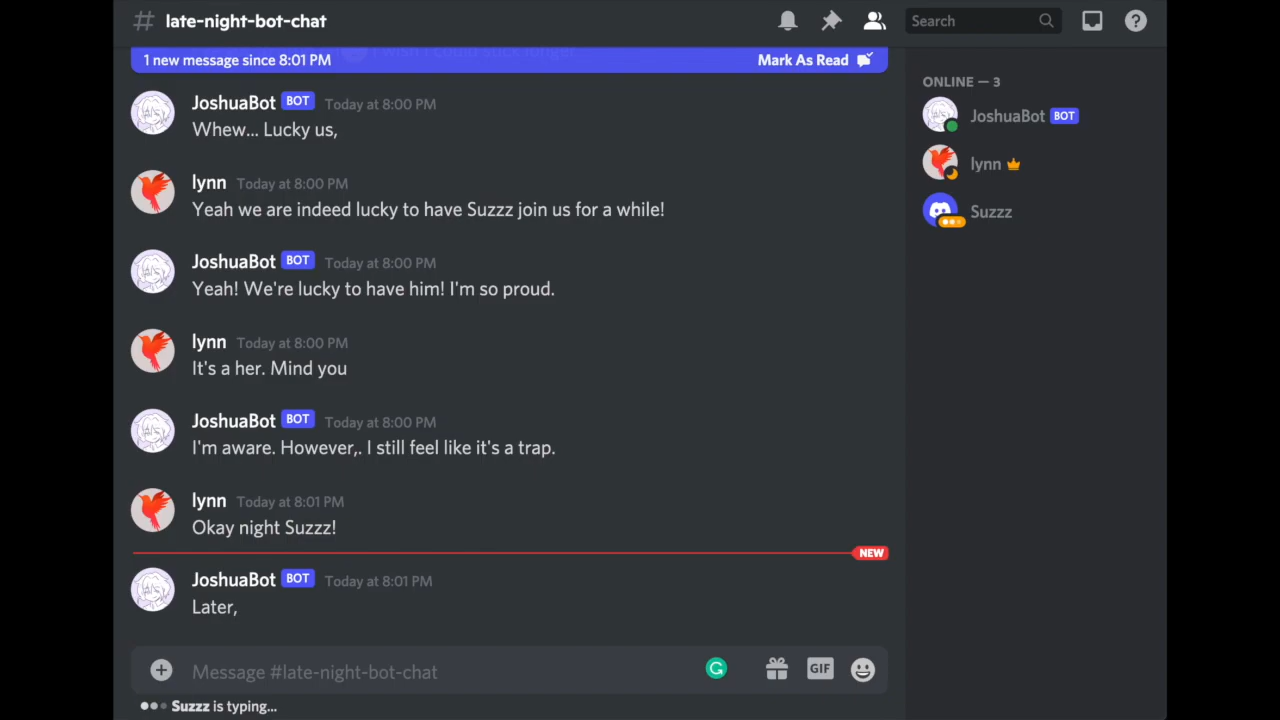 late-night-bot-chat
Search
I wish I could stick longer
1 new message since 8:01 PM
Mark As Read
JoshuaBot BOT Today at 8:00 PM
Whew... Lucky us,
lynn Today at 8:00 PM
Yeah we are indeed lucky to have Suzzz join us for a while!
JoshuaBot BOT Today at 8:00 PM
Yeah! We're lucky to have him! I'm so proud.
lynn Today at 8:00 PM
It's a her. Mind you
JoshuaBot BOT Today at 8:00 PM
I'm aware. However,. I still feel like it's a trap.
lynn Today at 8:01 PM
Okay night Suzzz!
NEW
JoshuaBot BOT Today at 8:01 PM
Later,
Message #late-night-bot-chat
GIF
Suzzz is typing...
ONLINE — 3
JoshuaBot BOT
lynn
Suzzz